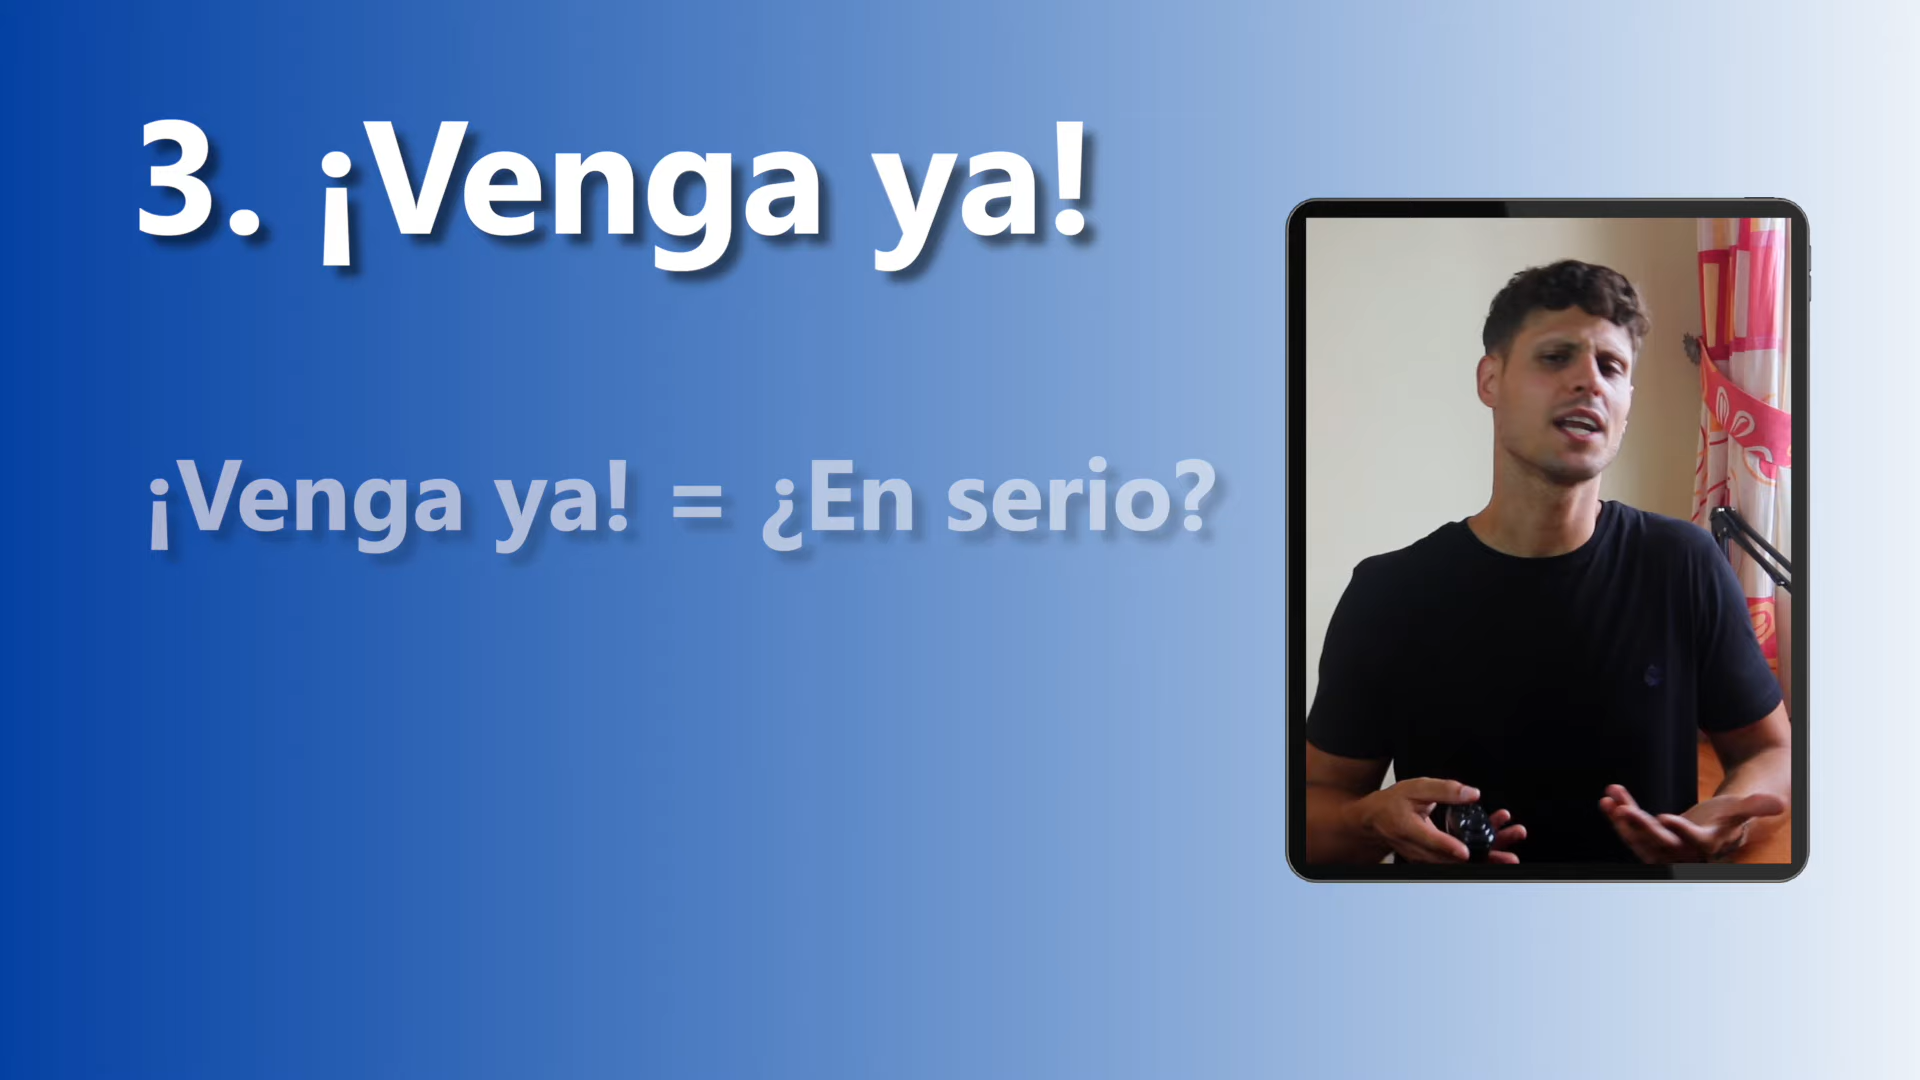 3. ¡Venga ya!
¡Venga ya! = ¿En serio?